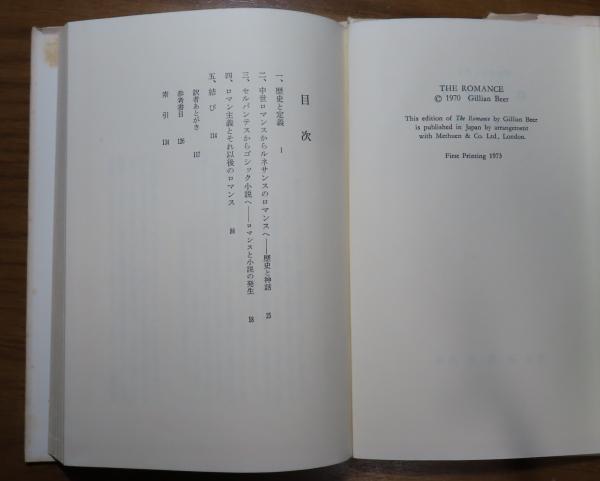 THE ROMANCE
© 1970 Gillian Beer
This edition of The Romance by Gillian Beer
is published in Japan by arrangement
with Methuen & Co. Ltd., London.
First Printing 1973
目次
一、歴史と定義 1
二、中世ロマンスからルネサンスのロマンスへ——歴史と神話 25
三、セルバンテスからゴシック小説へ——ロマンスと小説の発生 58
四、ロマン主義とそれ以後のロマンス 86
五、結び 114
訳者あとがき 117
参考書目 126
索引 134